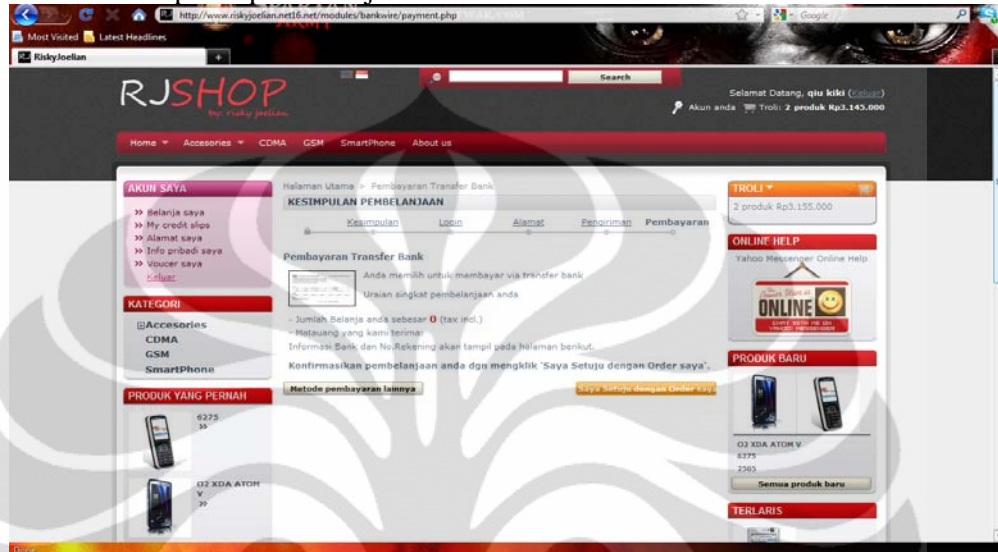 http://www.riskyjoelian.net16.net/modules/bankwire/payment.php
Google
Most Visited
Latest Headlines
RiskyJoelian
RJSHOP
by: risky joelian
Search
Selamat Datang, qiu kiki (Keluar)
Akun anda Troli: 2 produk Rp3.145.000
Home Accesories CDMA GSM SmartPhone About us
AKUN SAYA
Belanja saya
My credit slips
Alamat saya
Info pribadi saya
Voucer saya
Keluar
KATEGORI
Accesories
CDMA
GSM
SmartPhone
PRODUK YANG PERNAH
6275
O2 XDA ATOM
V
Halaman Utama > Pembayaran Transfer Bank
KESIMPULAN PEMBELANJAAN
Kesimpulan Login Alamat Pengiriman Pembayaran
Pembayaran Transfer Bank
Anda memilih untuk membayar via transfer bank
Uraian singkat pembelanjaan anda
- Jumlah Belanja anda sebesar 0 (tax incl.)
- Matauang yang kami terima:
Informasi Bank dan No.Rekening akan tampil pada halaman berikut.
Konfirmasikan pembelanjaan anda dgn mengklik 'Saya Setuju dengan Order saya'.
Metode pembayaran lainnya
Saya Setuju dengan Order say
TROLI
2 produk Rp3.155.000
ONLINE HELP
Yahoo Messenger Online Help
ONLINE
PRODUK BARU
O2 XDA ATOM V
6275
2505
Semua produk baru
TERLARIS
Done